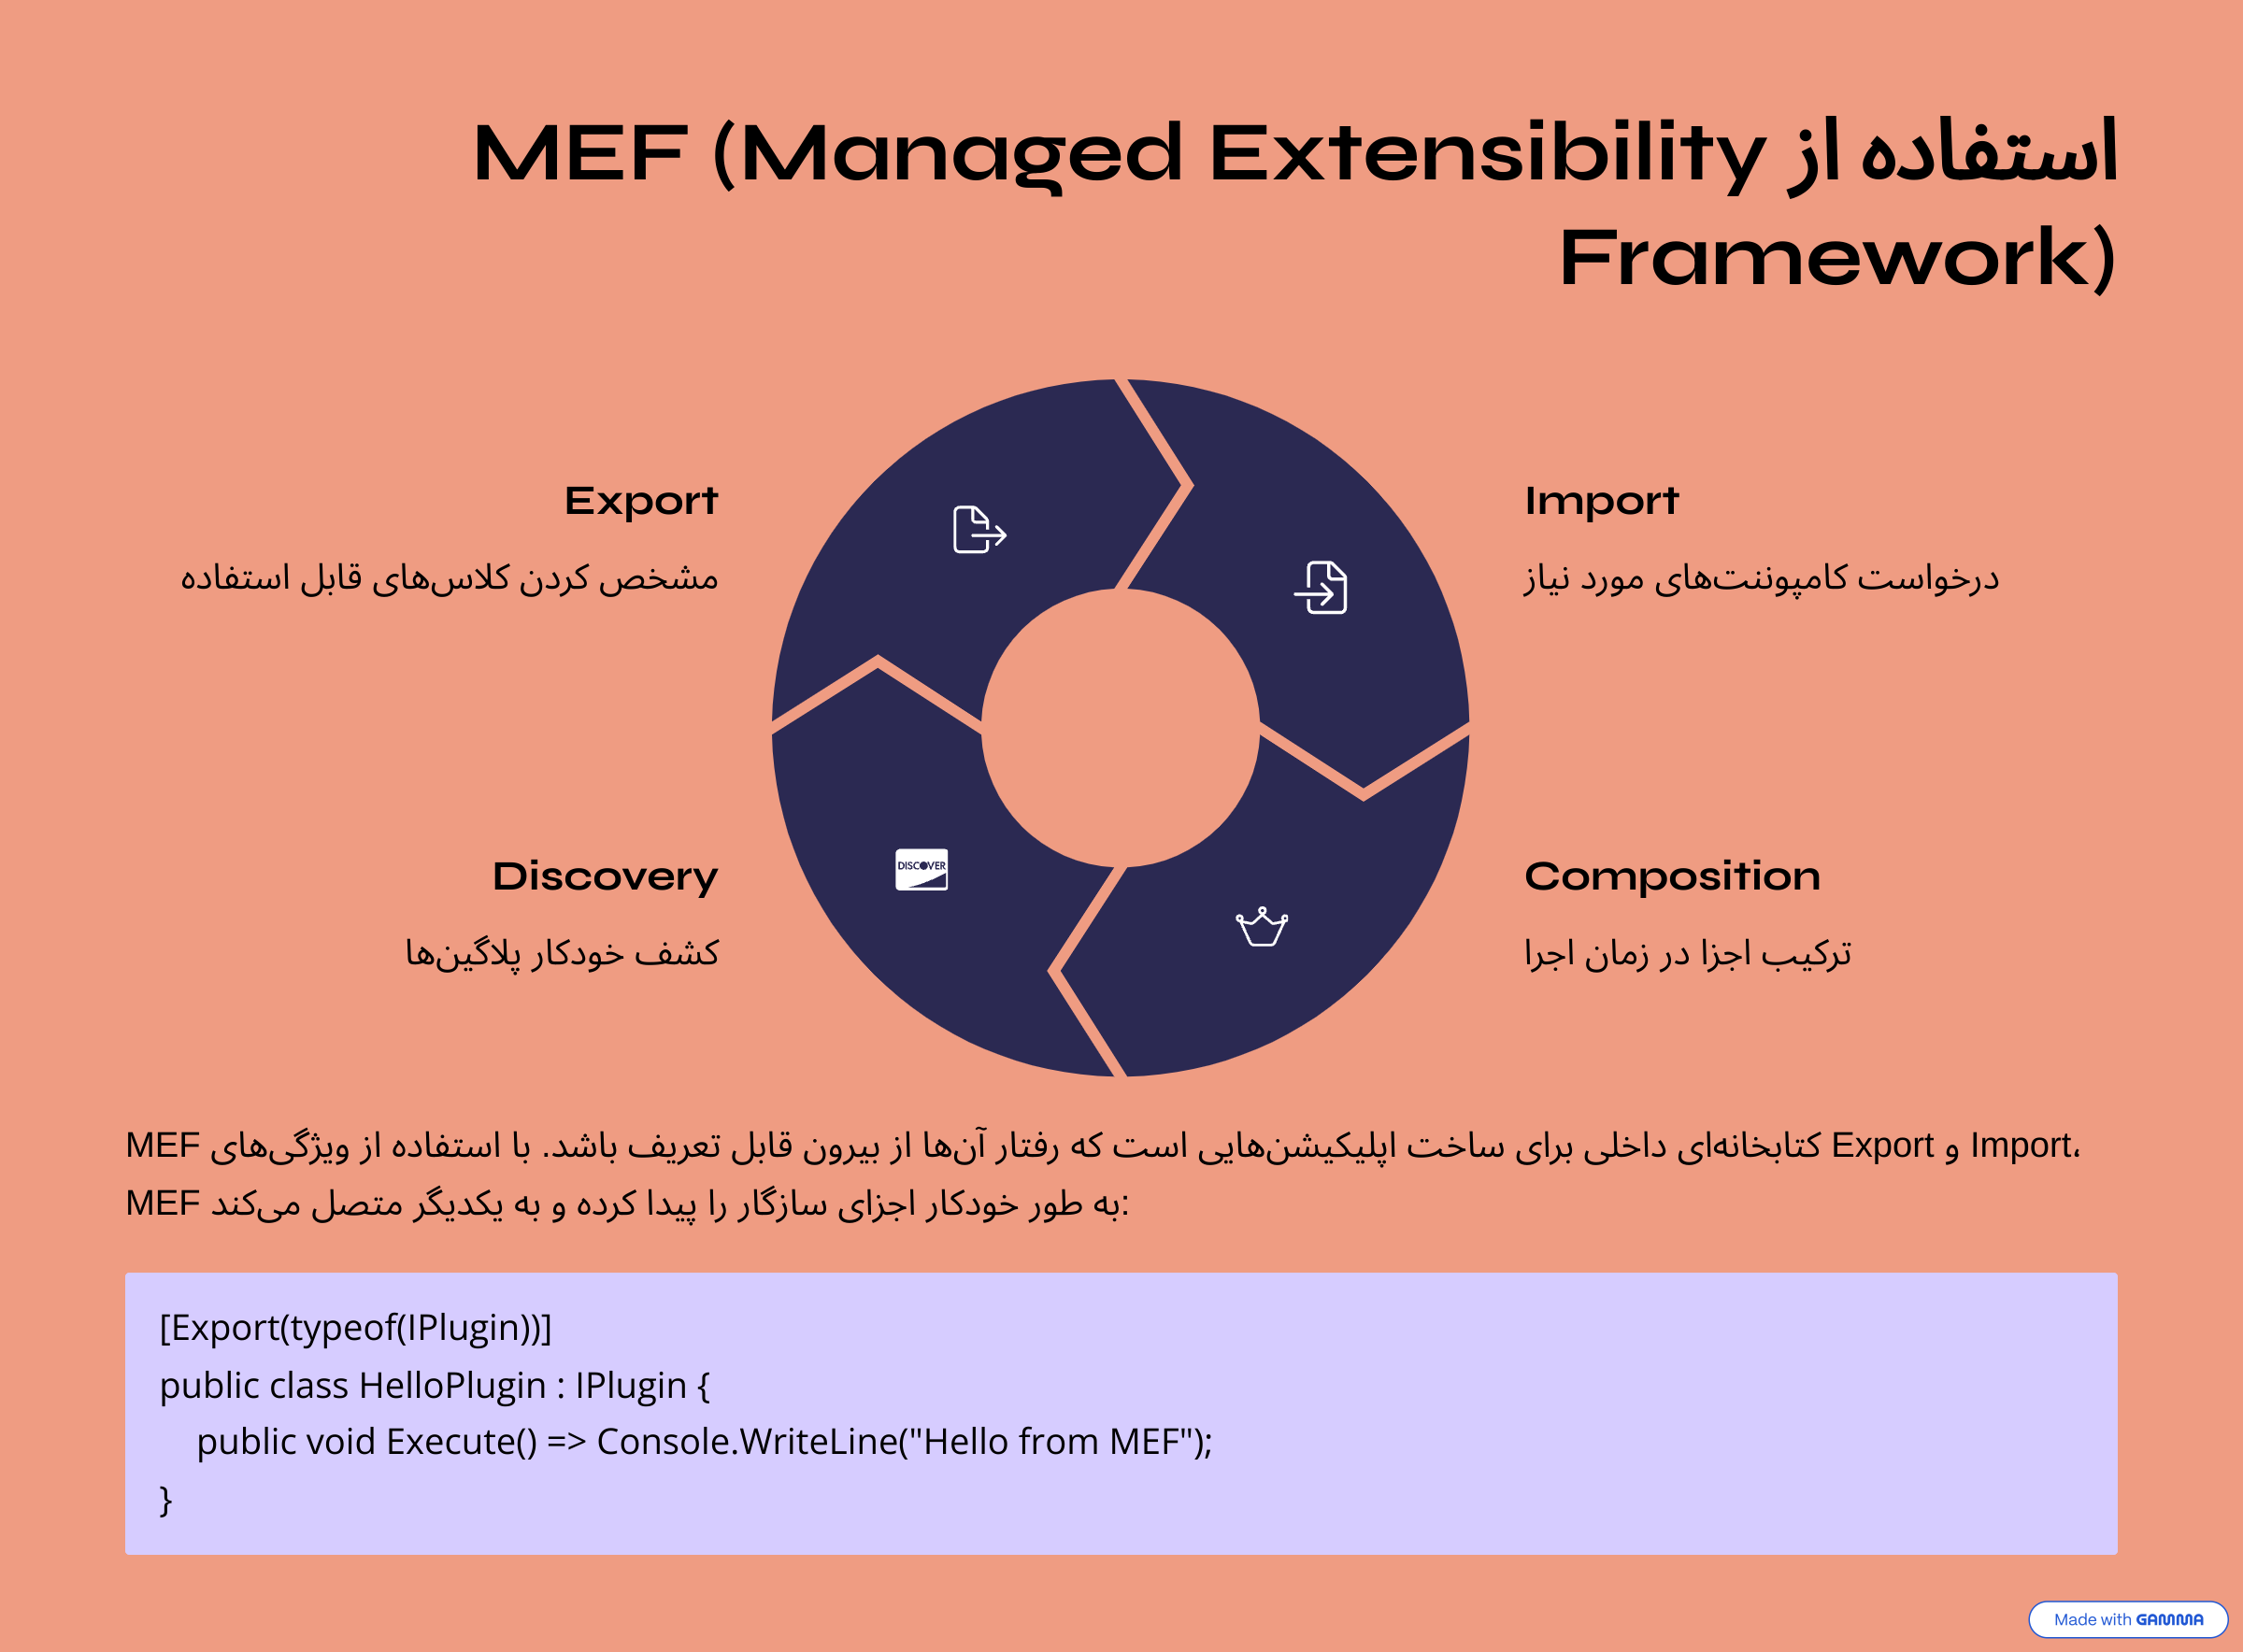 استفاده از MEF (Managed Extensibility
Framework)
Export
مشخص کردن کلاس‌های قابل استفاده
Import
درخواست کامپوننت‌های مورد نیاز
DISCOVER
Discovery
کشف خودکار پلاگین‌ها
Composition
ترکیب اجزا در زمان اجرا
MEF کتابخانه‌ای داخلی برای ساخت اپلیکیشن‌هایی است که رفتار آن‌ها از بیرون قابل تعریف باشد. با استفاده از ویژگی‌های Export و Import،
MEF به طور خودکار اجزای سازگار را پیدا کرده و به یکدیگر متصل می‌کند:
[Export(typeof(IPlugin))]
public class HelloPlugin : IPlugin {
    public void Execute() => Console.WriteLine("Hello from MEF");
}
Made with GAMMA